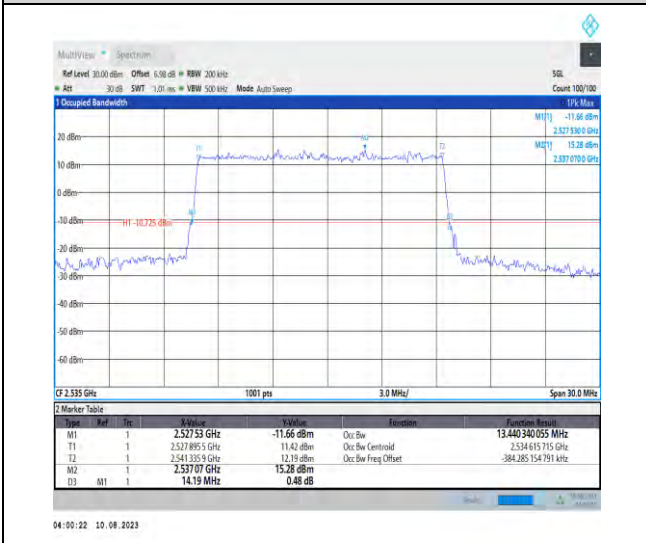 MultiView Spectrum
Ref Level 30.00 dBm Offset 6.98 dB RBW 200 kHz SGL
Att 30 dB SWT 1.01 ms VBW 500 kHz Mode Auto Sweep Count 100/100
1 Occupied Bandwidth 1Pk Max
M1[1] -11.66 dBm
2.527530 0 GHz
20 dBm M2[1] 15.28 dBm
T1 M2 T2 2.537070 0 GHz
10 dBm
0 dBm
M1 D3
-10 dBm H1 -10.725 dBm
-20 dBm
-30 dBm
-40 dBm
-50 dBm
-60 dBm
CF 2.535 GHz 1001 pts 3.0 MHz/ Span 30.0 MHz
2 Marker Table
Type Ref Trc X-Value Y-Value Function Function Result
M1 1 2.52753 GHz -11.66 dBm Occ Bw 13.440 340 055 MHz
T1 1 2.527 895 5 GHz 11.42 dBm Occ Bw Centroid 2.534 615 715 GHz
T2 1 2.541 335 9 GHz 12.19 dBm Occ Bw Freq Offset -384.285 154 791 kHz
M2 1 2.53707 GHz 15.28 dBm
D3 M1 1 14.19 MHz 0.48 dB
04:00:22 10.08.2023